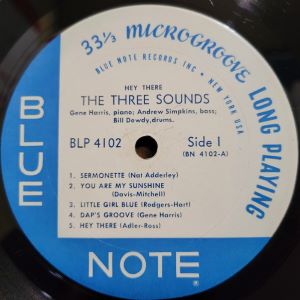 33⅓ MICROGROOVE LONG PLAYING
BLUE NOTE RECORDS INC • NEW YORK USA
HEY THERE
THE THREE SOUNDS
Gene Harris, piano; Andrew Simpkins, bass;
Bill Dowdy, drums.
BLP 4102 Side 1
(BN 4102-A)
1. SERMONETTE (Nat Adderley)
2. YOU ARE MY SUNSHINE
(Davis-Mitchell)
3. LITTLE GIRL BLUE (Rodgers-Hart)
4. DAP'S GROOVE (Gene Harris)
5. HEY THERE (Adler-Ross)
BLUE
NOTE ®